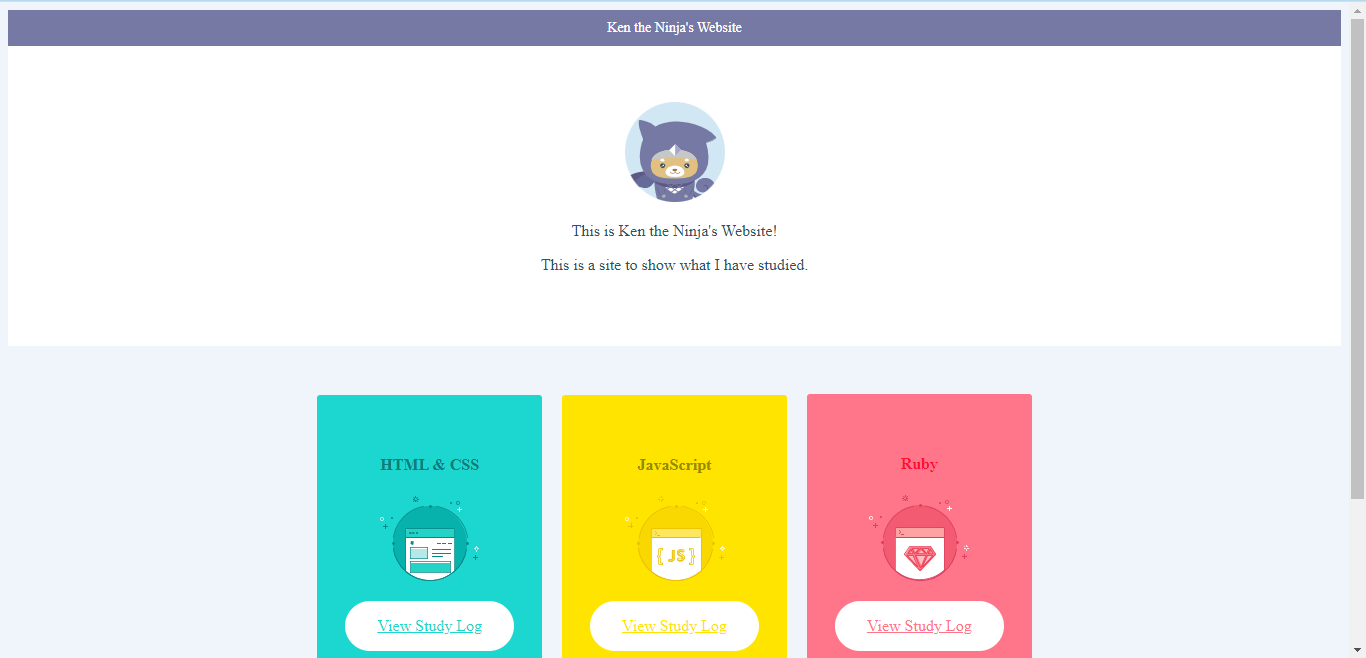 Ken the Ninja's Website
This is Ken the Ninja's Website!
This is a site to show what I have studied.
HTML & CSS
JavaScript
Ruby
{ JS }
View Study Log
View Study Log
View Study Log